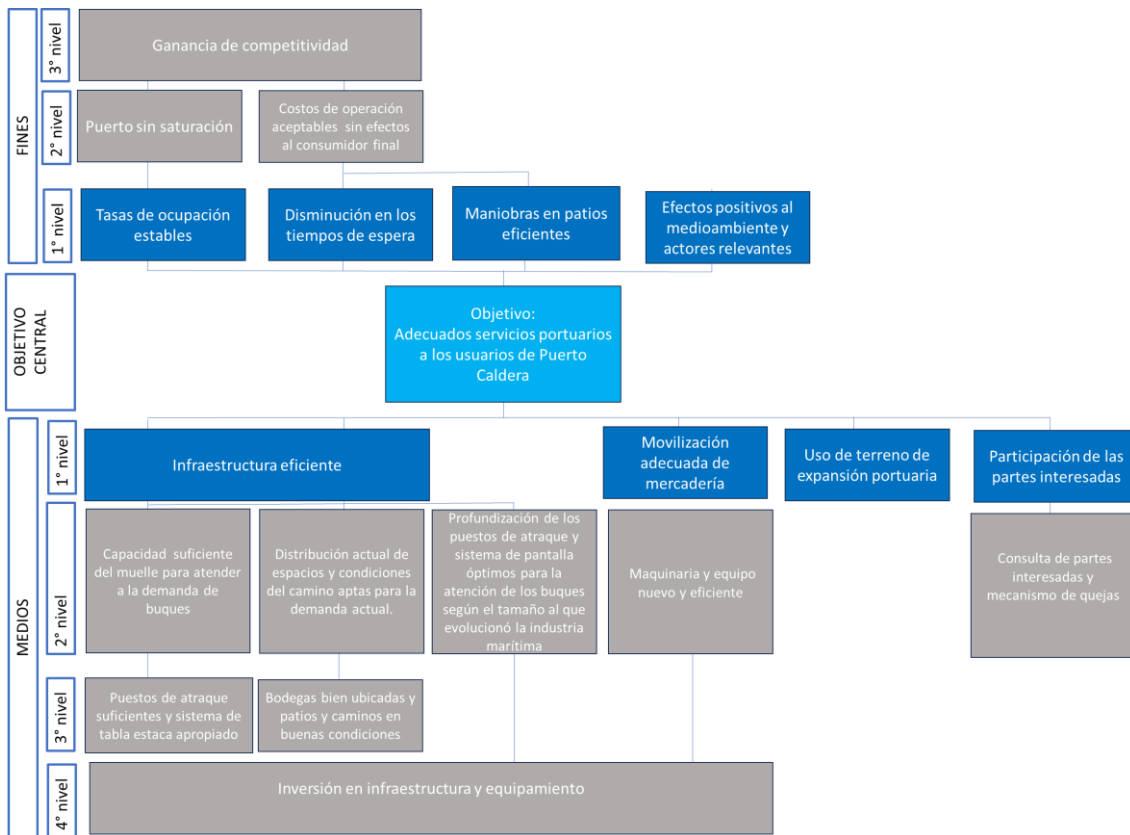 FINES
3° nivel
Ganancia de competitividad
2° nivel
Puerto sin saturación
Costos de operación
aceptables sin efectos
al consumidor final
1° nivel
Tasas de ocupación
estables
Disminución en los
tiempos de espera
Maniobras en patios
eficientes
Efectos positivos al
medioambiente y
actores relevantes
OBJETIVO
CENTRAL
Objetivo:
Adecuados servicios portuarios
a los usuarios de Puerto
Caldera
MEDIOS
1° nivel
Infraestructura eficiente
Movilización
adecuada de
mercadería
Uso de terreno de
expansión portuaria
Participación de las
partes interesadas
2° nivel
Capacidad suficiente
del muelle para atender
a la demanda de
buques
Distribución actual de
espacios y condiciones
del camino aptas para la
demanda actual.
Profundización de los
puestos de atraque y
sistema de pantalla
óptimos para la
atención de los buques
según el tamaño al que
evolucionó la industria
marítima
Maquinaria y equipo
nuevo y eficiente
Consulta de partes
interesadas y
mecanismo de quejas
3° nivel
Puestos de atraque
suficientes y sistema de
tabla estaca apropiado
Bodegas bien ubicadas y
patios y caminos en
buenas condiciones
4° nivel
Inversión en infraestructura y equipamiento